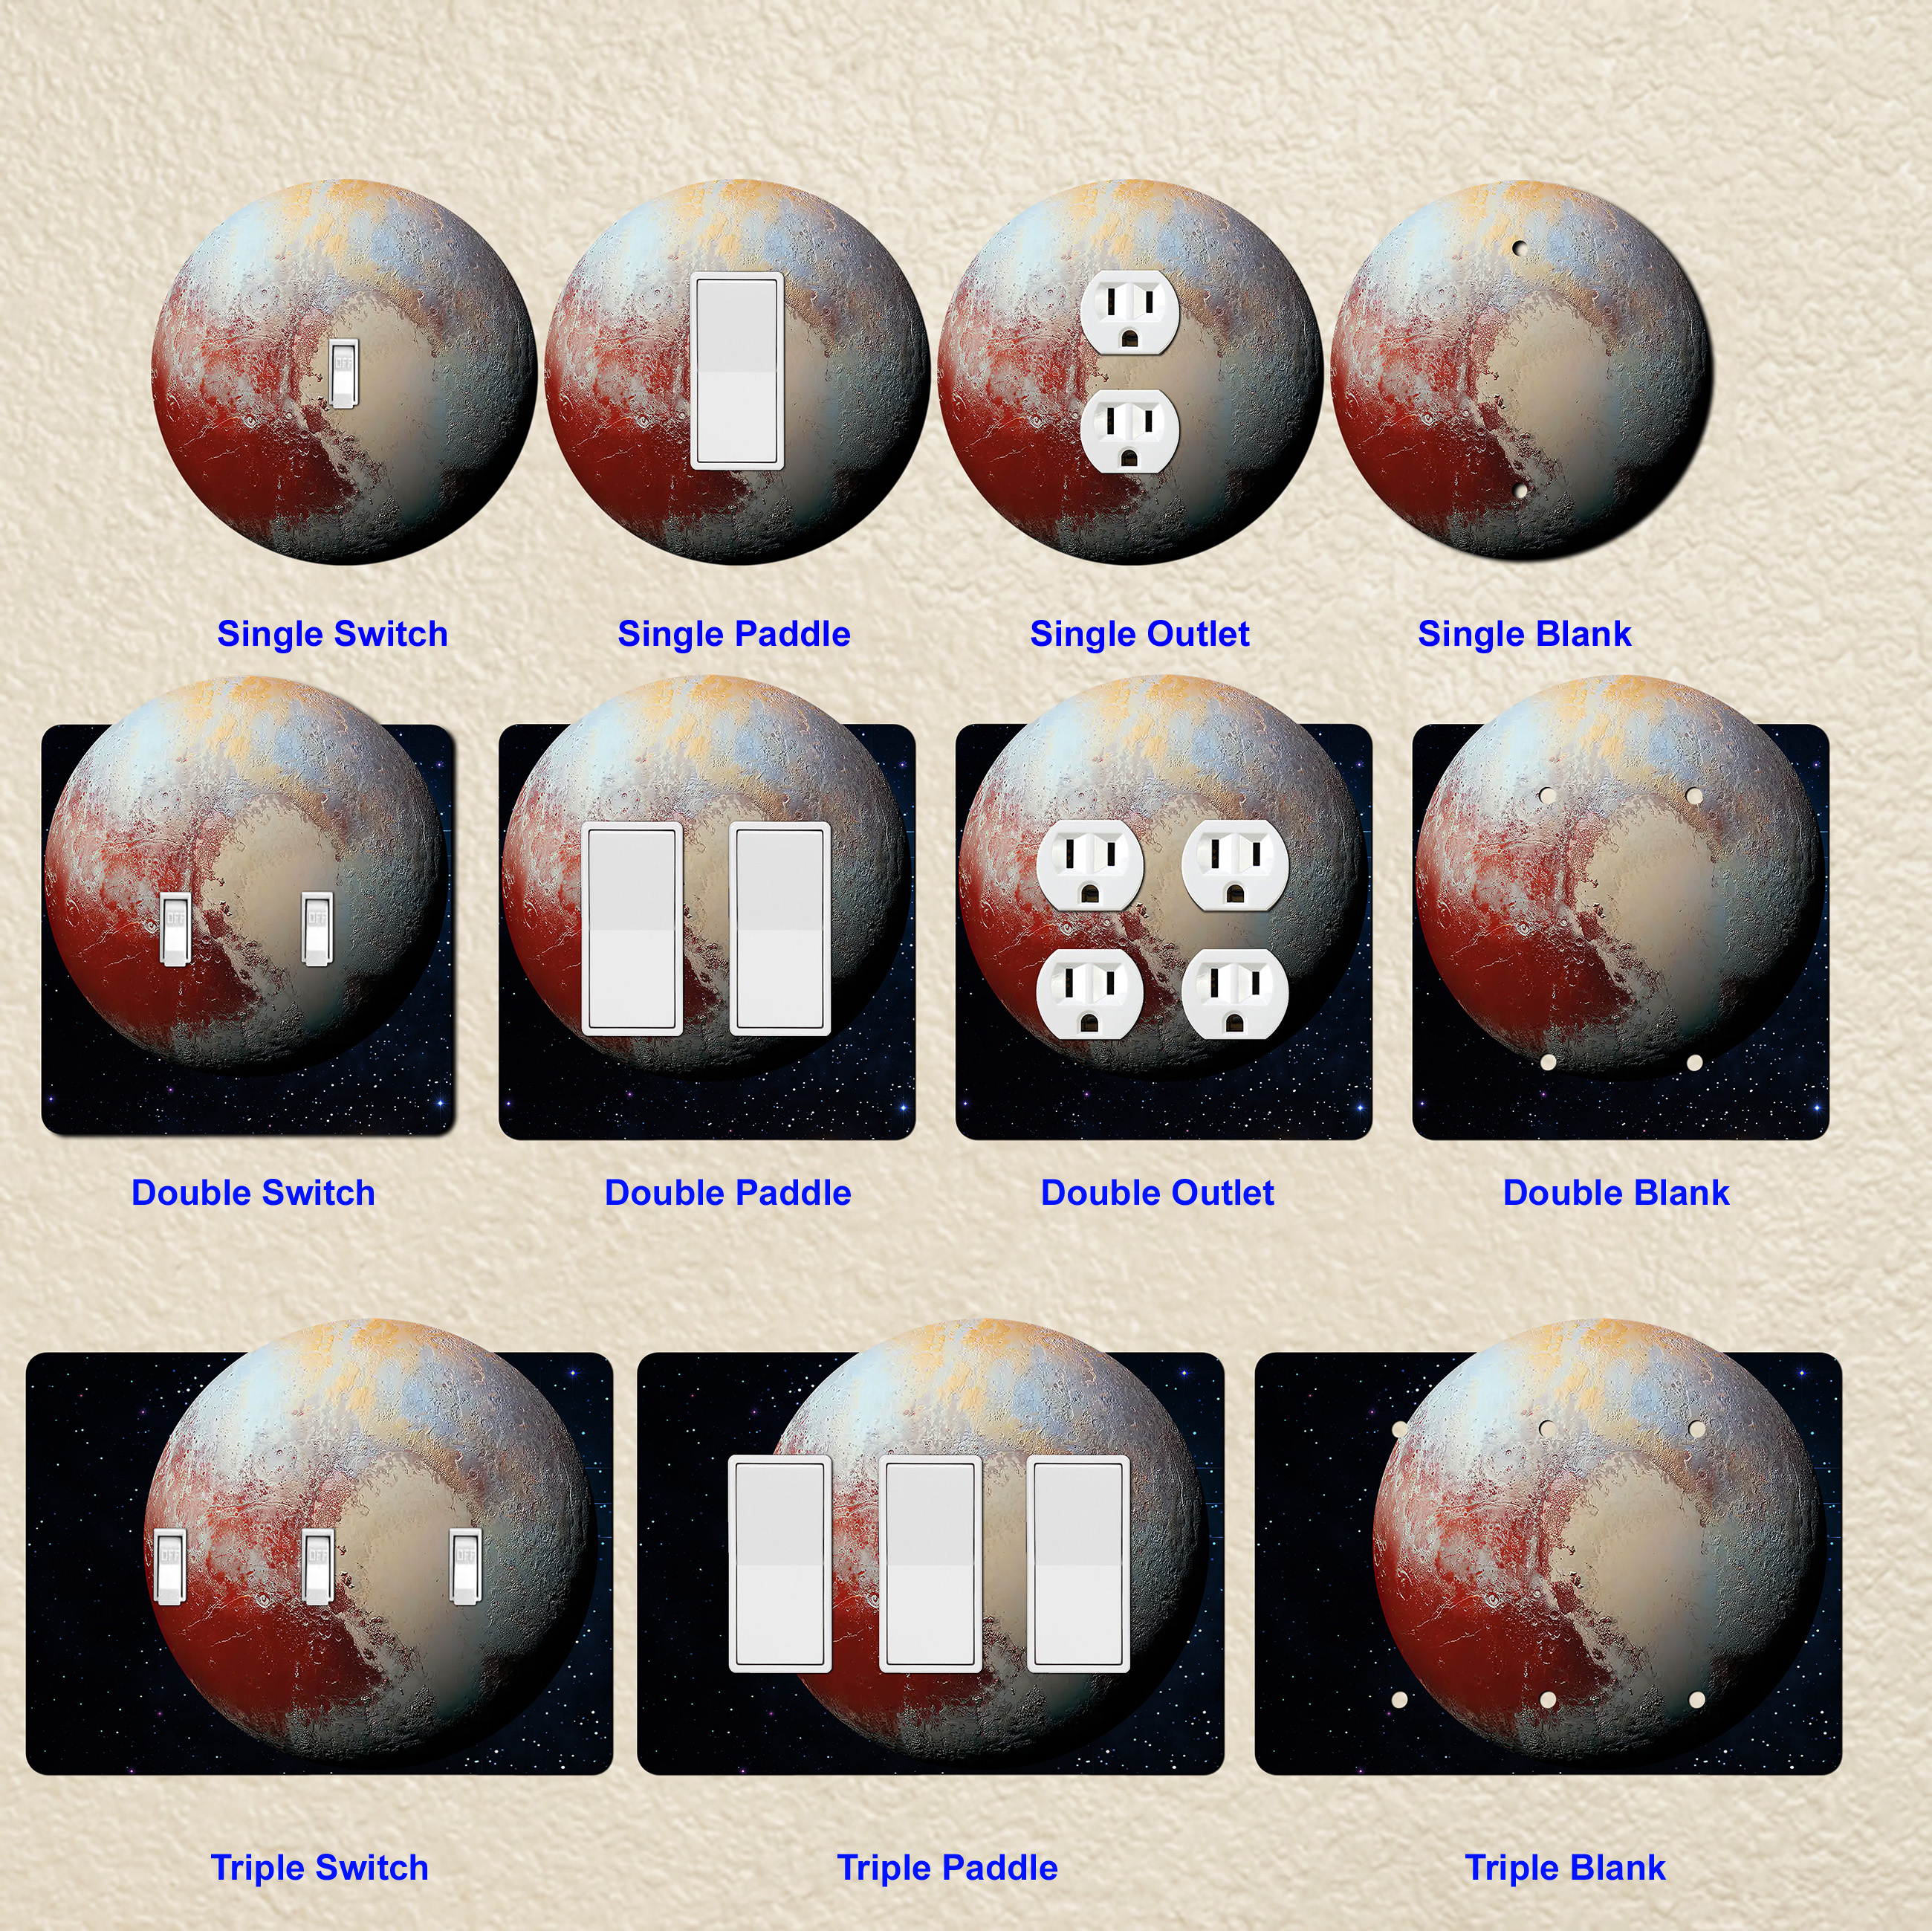 Single Switch
Single Paddle
Single Outlet
Single Blank
OFF
Double Switch
Double Paddle
Double Outlet
Double Blank
OFF
OFF
Triple Switch
Triple Paddle
Triple Blank
OFF
OFF
OFF